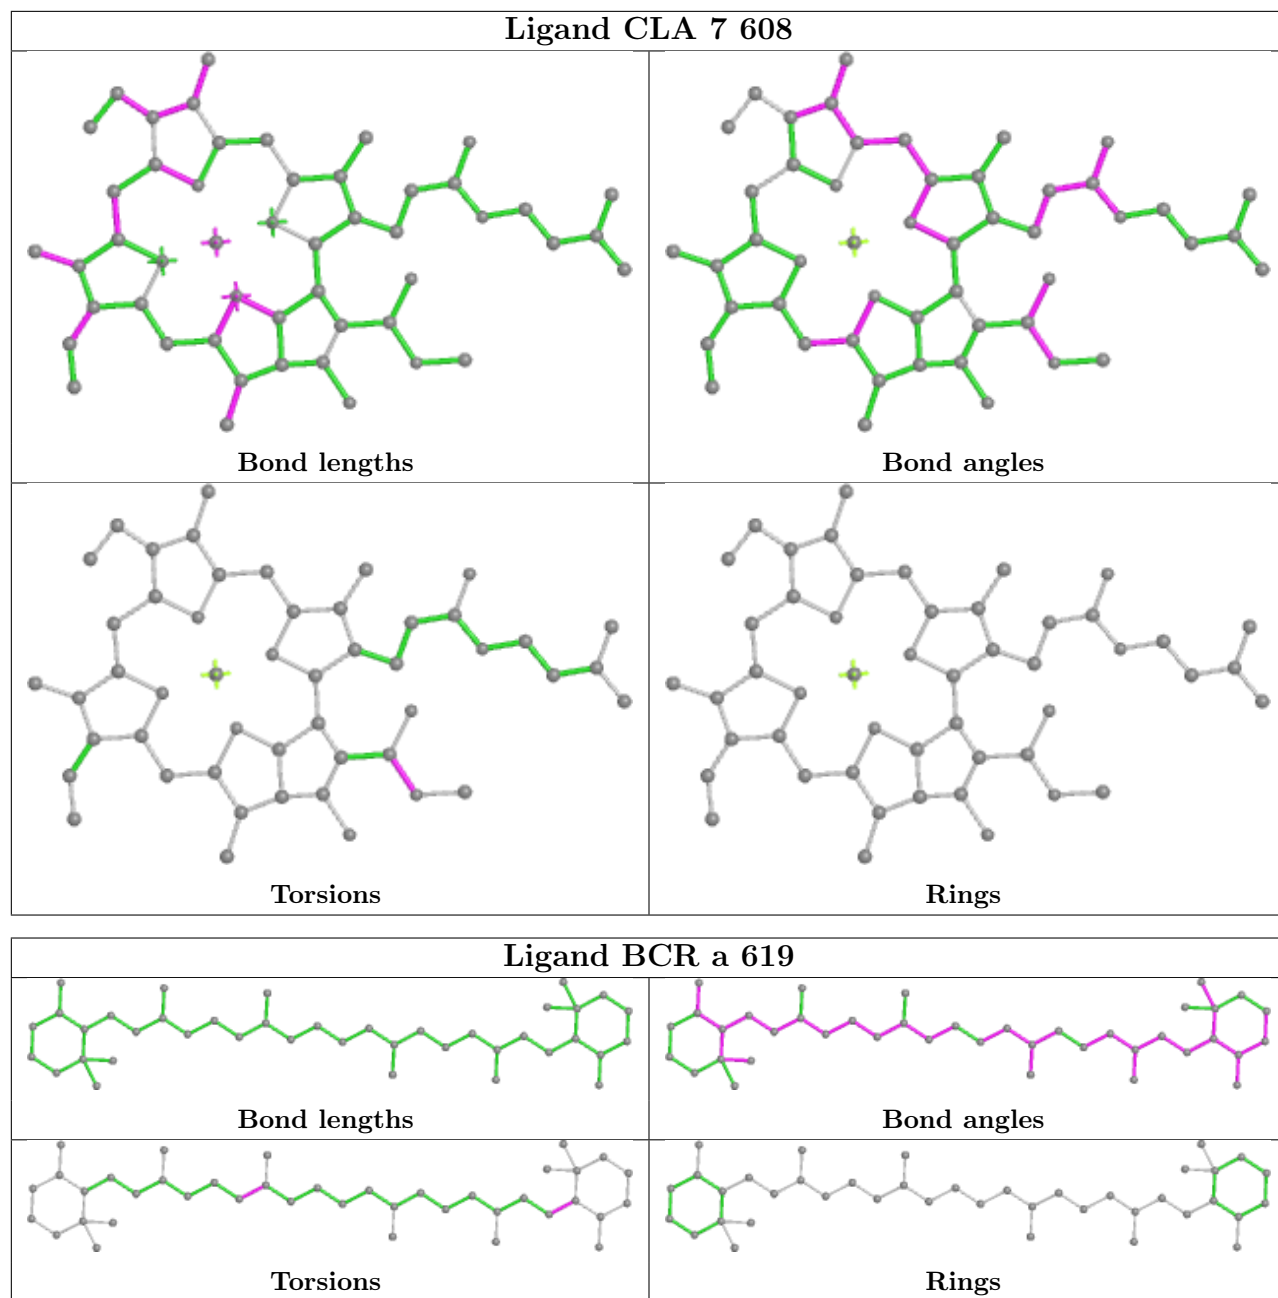 Ligand CLA 7 608
Bond lengths
Bond angles
Torsions
Rings
Ligand BCR a 619
Bond lengths
Bond angles
Torsions
Rings